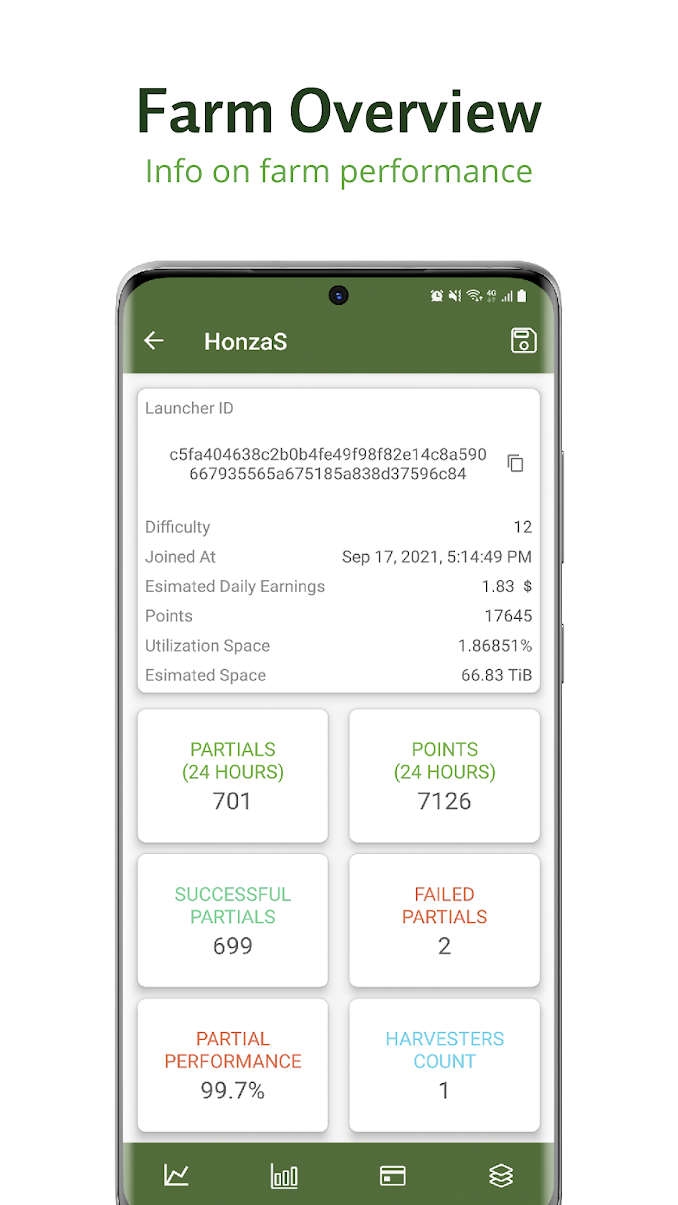 Farm Overview
Info on farm performance
4G
HonzaS
Launcher ID
c5fa404638c2b0b4fe49f98f82e14c8a590
667935565a675185a838d37596c84
Difficulty 12
Joined At Sep 17, 2021, 5:14:49 PM
Esimated Daily Earnings 1.83 $
Points 17645
Utilization Space 1.86851%
Esimated Space 66.83 TiB
PARTIALS
(24 HOURS)
701
POINTS
(24 HOURS)
7126
SUCCESSFUL
PARTIALS
699
FAILED
PARTIALS
2
PARTIAL
PERFORMANCE
99.7%
HARVESTERS
COUNT
1